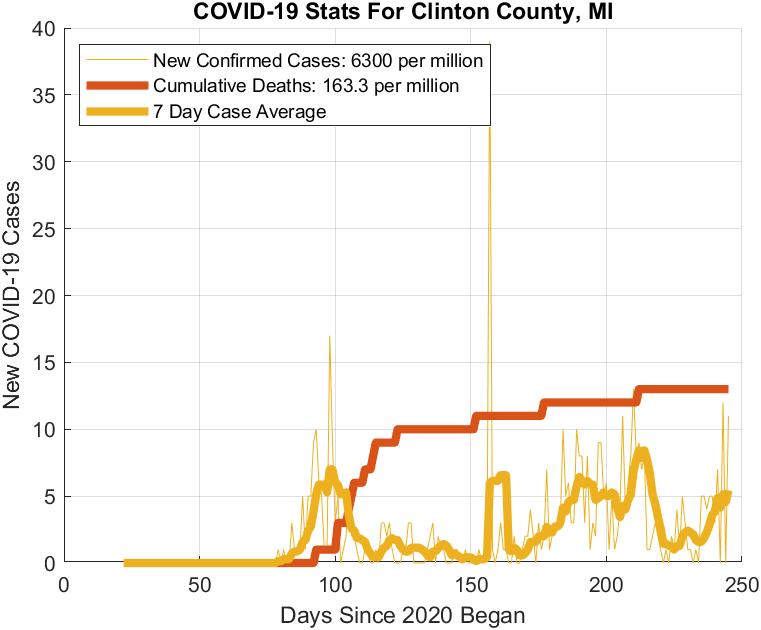 COVID-19 Stats For Clinton County, MI
New Confirmed Cases: 6300 per million
Cumulative Deaths: 163.3 per million
7 Day Case Average
New COVID-19 Cases
40
35
30
25
20
15
10
5
0
0 50 100 150 200 250
Days Since 2020 Began